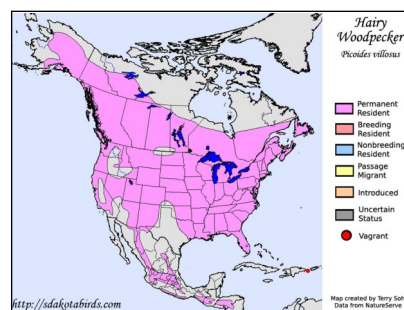 Hairy
Woodpecker
Picoides villosus
Permanent
Resident
Breeding
Resident
Nonbreeding
Resident
Passage
Migrant
Introduced
Uncertain
Status
Vagrant
http://sdakotabirds.com
Map created by Terry Soh
Data from NatureServe